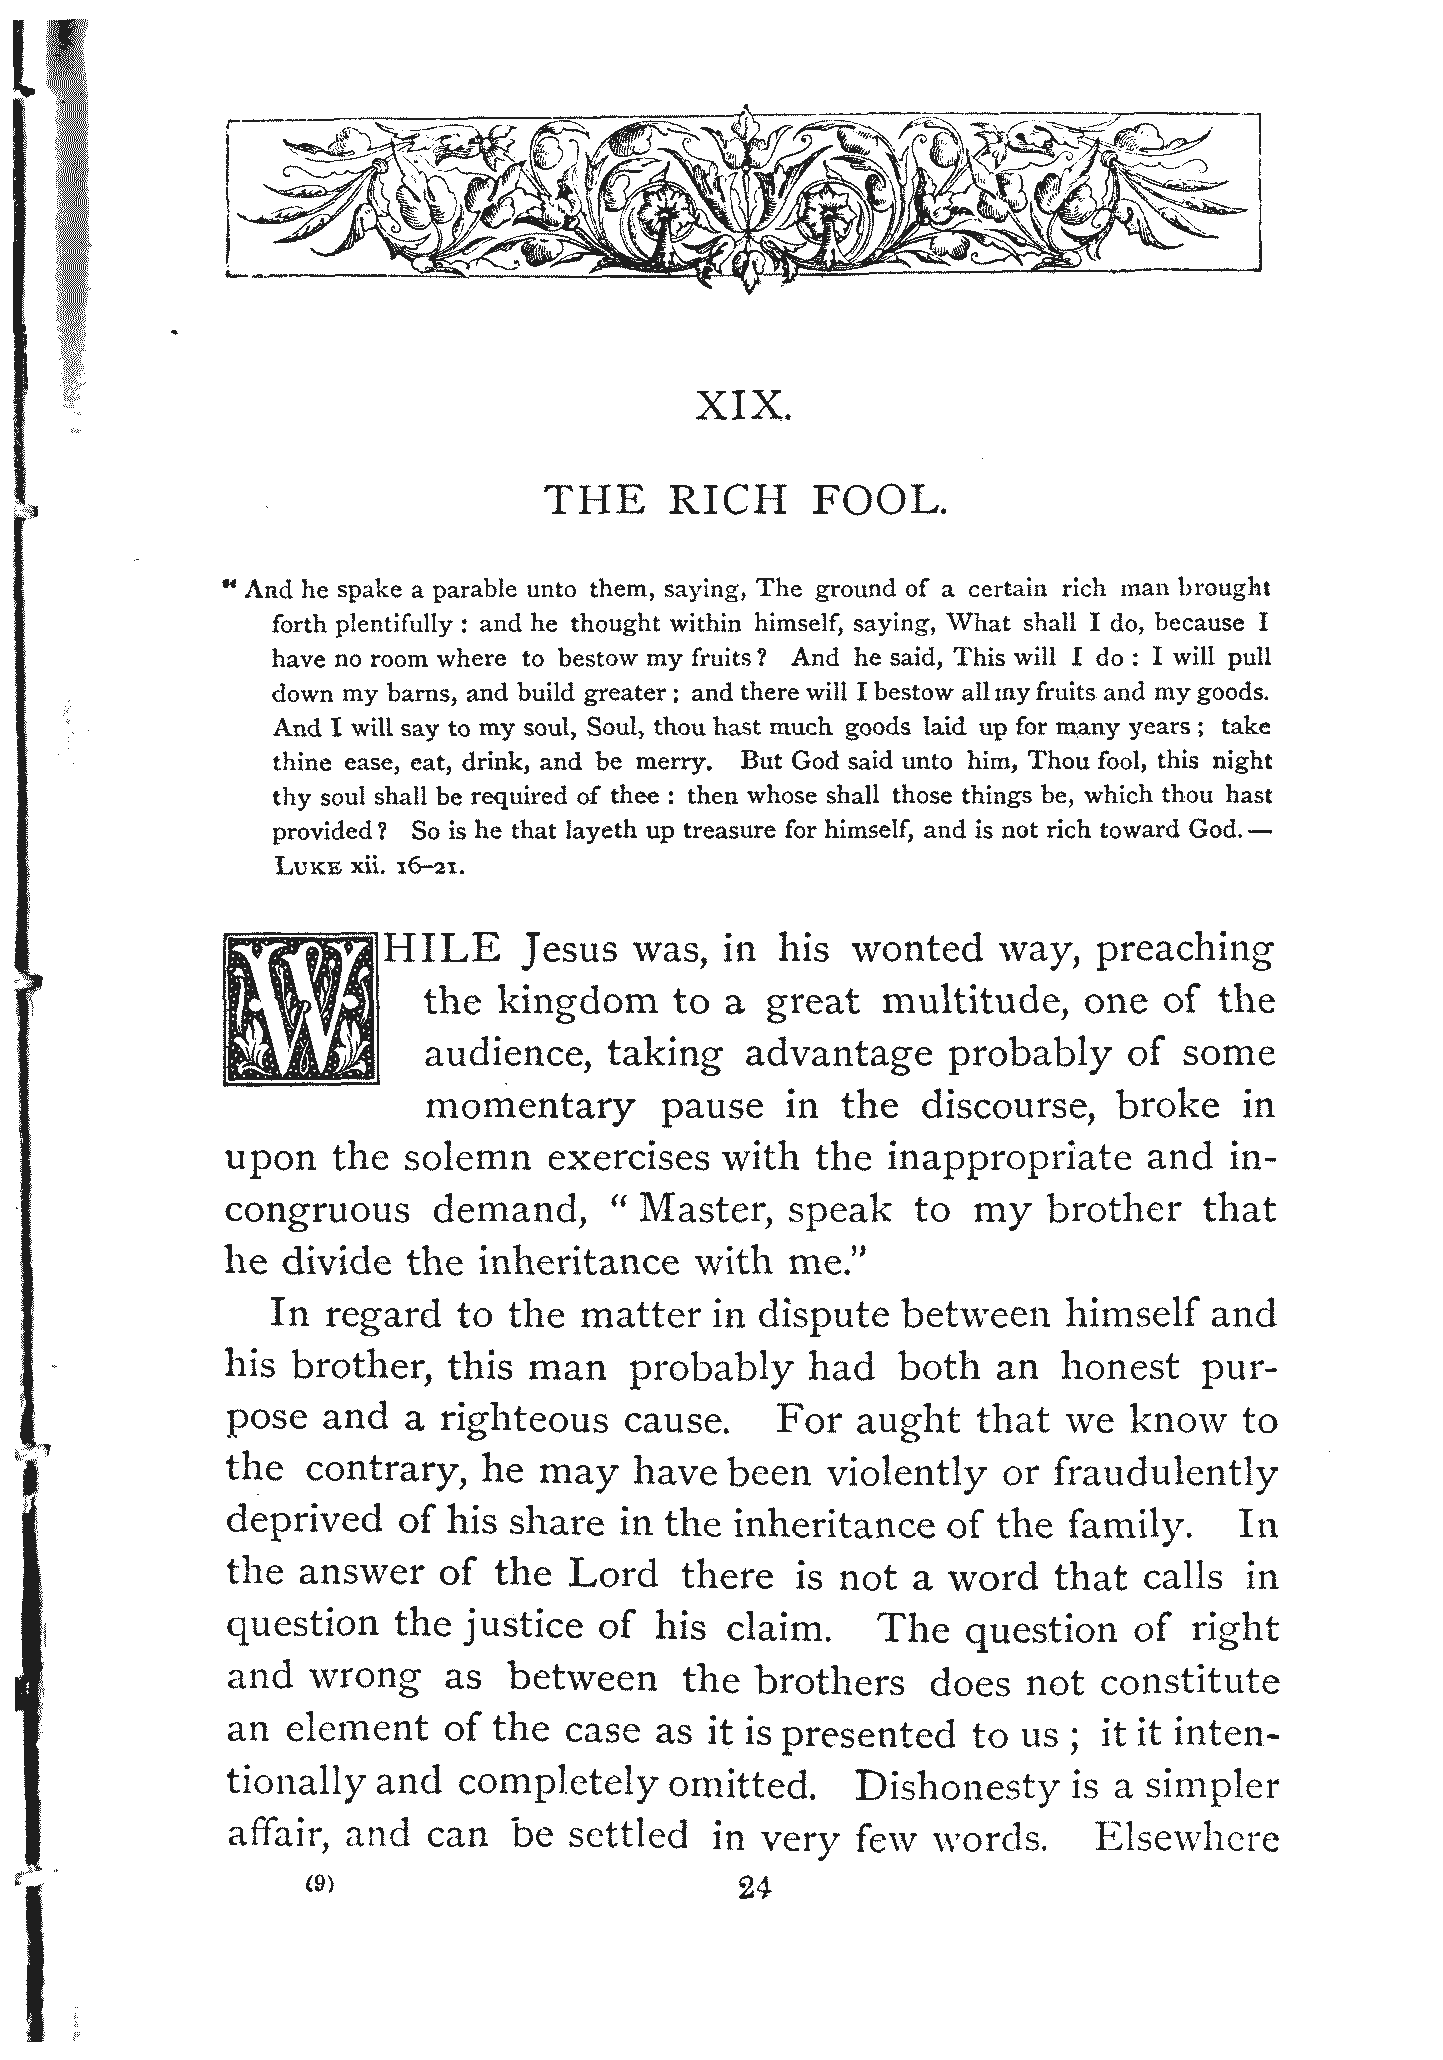 XIX.
THE RICH FOOL.
"And he spake a parable unto them, saying, The ground of a certain rich man brought
forth plentifully : and he thought within himself, saying, What shall I do, because I
have no room where to bestow my fruits ? And he said, This will I do : I will pull
down my barns, and build greater ; and there will I bestow all my fruits and my goods.
And I will say to my soul, Soul, thou hast much goods laid up for many years ; take
thine ease, eat, drink, and be merry. But God said unto him, Thou fool, this night
thy soul shall be required of thee : then whose shall those things be, which thou hast
provided ? So is he that layeth up treasure for himself, and is not rich toward God.—
LUKE xii. 16–21.
WHILE Jesus was, in his wonted way, preaching
the kingdom to a great multitude, one of the
audience, taking advantage probably of some
momentary pause in the discourse, broke in
upon the solemn exercises with the inappropriate and in-
congruous demand, "Master, speak to my brother that
he divide the inheritance with me."
In regard to the matter in dispute between himself and
his brother, this man probably had both an honest pur-
pose and a righteous cause. For aught that we know to
the contrary, he may have been violently or fraudulently
deprived of his share in the inheritance of the family. In
the answer of the Lord there is not a word that calls in
question the justice of his claim. The question of right
and wrong as between the brothers does not constitute
an element of the case as it is presented to us ; it it inten-
tionally and completely omitted. Dishonesty is a simpler
affair, and can be settled in very few words. Elsewhere
(9) 24